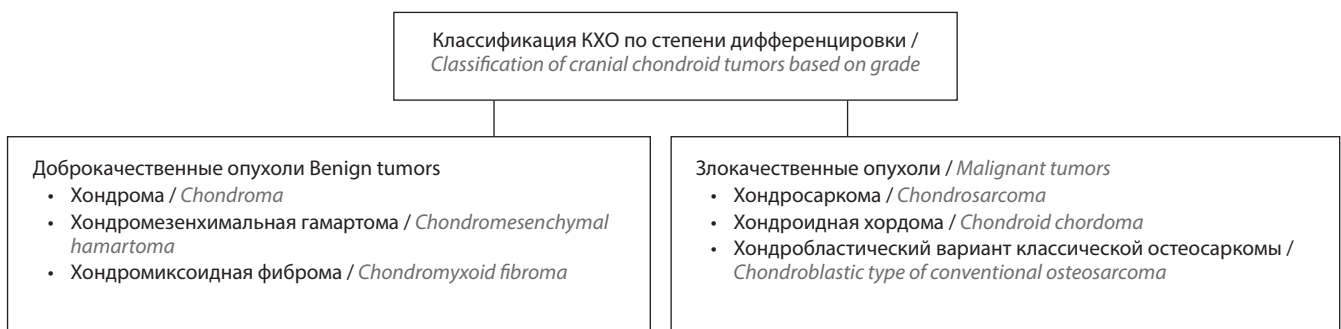 Классификация КХО по степени дифференцировки /
Classification of cranial chondroid tumors based on grade
Доброкачественные опухоли Benign tumors
• Хондрома / Chondroma
• Хондромезенхимальная гамартома / Chondromesenchymal
hamartoma
• Хондромиксоидная фиброма / Chondromyxoid fibroma
Злокачественные опухоли / Malignant tumors
• Хондросаркома / Chondrosarcoma
• Хондроидная хордома / Chondroid chordoma
• Хондробластический вариант классической остеосаркомы /
Chondroblastic type of conventional osteosarcoma